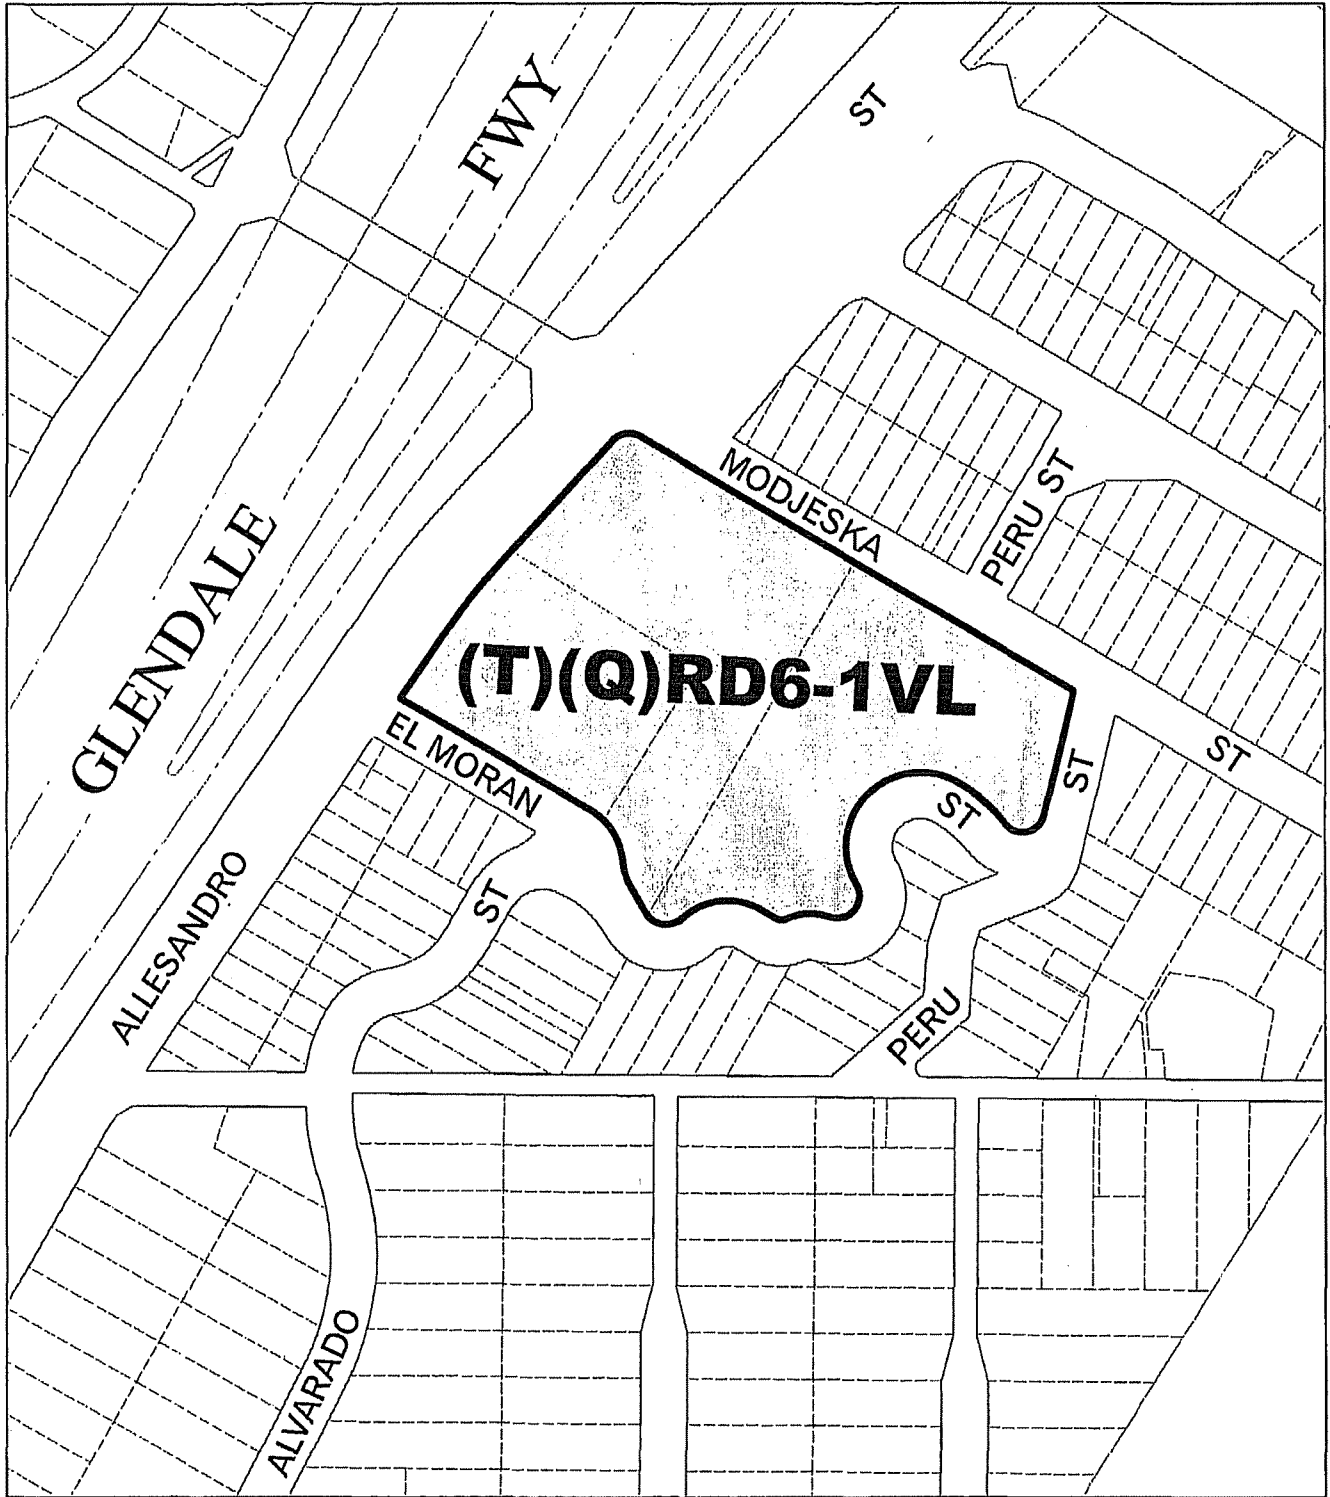 GLENDALE FWY
ST
MODJESKA ST
PERU ST
(T)(Q)RD6-1VL
EL MORAN ST
ST
ALLESANDRO
ST
PERU
ALVARADO